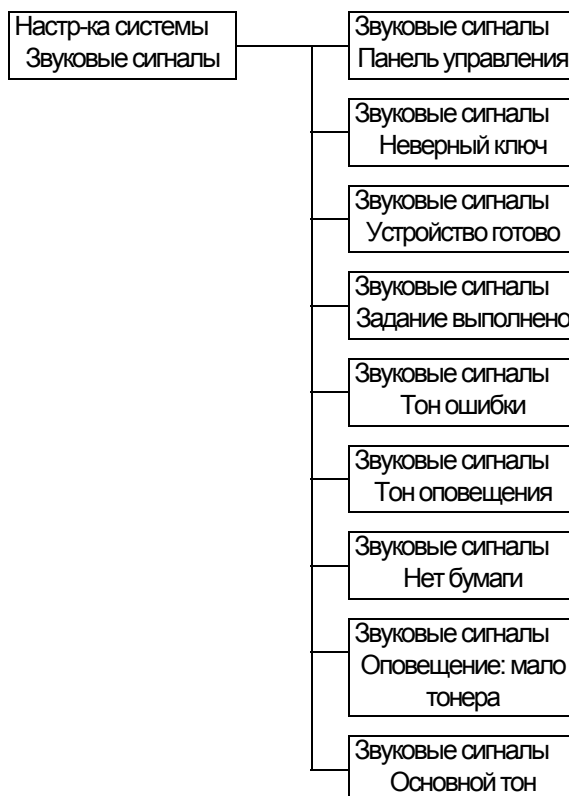 Настр-ка системы
Звуковые сигналы
Звуковые сигналы
Панель управления
Звуковые сигналы
Неверный ключ
Звуковые сигналы
Устройство готово
Звуковые сигналы
Задание выполнено
Звуковые сигналы
Тон ошибки
Звуковые сигналы
Тон оповещения
Звуковые сигналы
Нет бумаги
Звуковые сигналы
Оповещение: мало
тонера
Звуковые сигналы
Основной тон